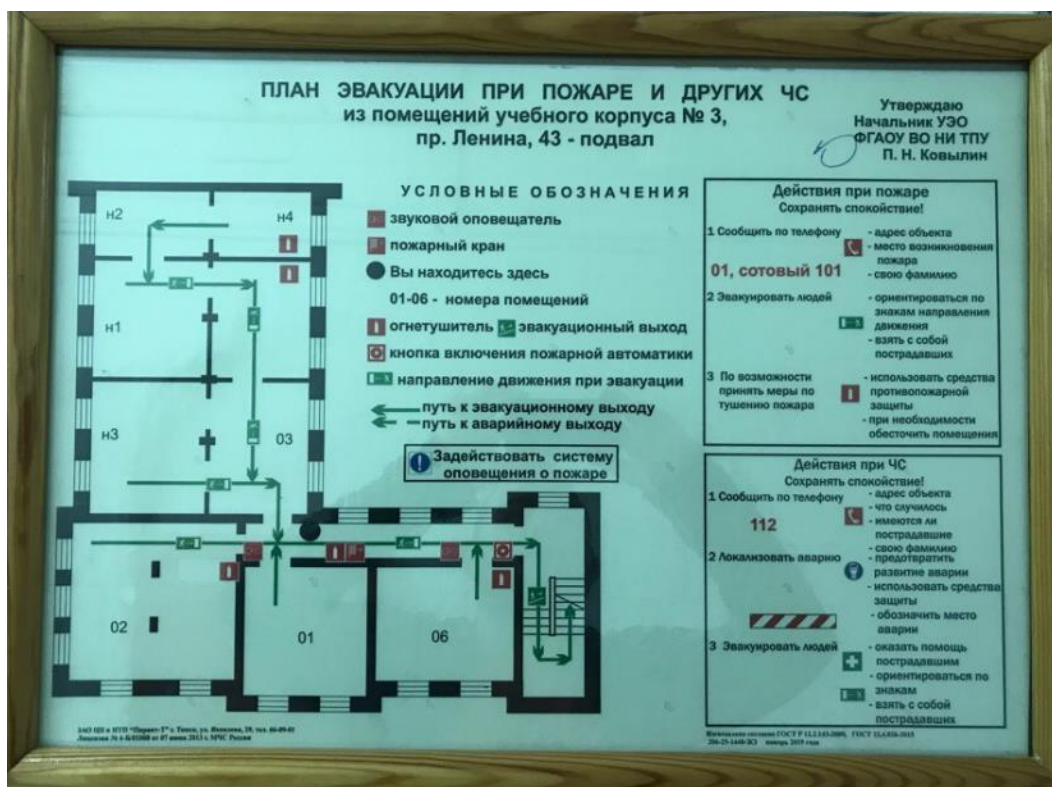 ПЛАН ЭВАКУАЦИИ ПРИ ПОЖАРЕ И ДРУГИХ ЧС
из помещений учебного корпуса № 3,
пр. Ленина, 43 - подвал
Утверждаю
Начальник УЭО
ФГАОУ ВО НИ ТПУ
П. Н. Ковылин
УСЛОВНЫЕ ОБОЗНАЧЕНИЯ
звуковой оповещатель
пожарный кран
Вы находитесь здесь
01-06 - номера помещений
огнетушитель эвакуационный выход
кнопка включения пожарной автоматики
направление движения при эвакуации
путь к эвакуационному выходу
путь к аварийному выходу
Задействовать систему
оповещения о пожаре
н2
н4
н1
н3
03
02
01
06
Действия при пожаре
Сохранять спокойствие!
1 Сообщить по телефону
01, сотовый 101
- адрес объекта
- место возникновения
пожара
- свою фамилию
2 Эвакуировать людей
- ориентироваться по
знакам направления
движения
- взять с собой
пострадавших
3 По возможности
принять меры по
тушению пожара
- использовать средства
противопожарной
защиты
- при необходимости
обесточить помещения
Действия при ЧС
Сохранять спокойствие!
1 Сообщить по телефону
112
- адрес объекта
- что случилось
- имеются ли
пострадавшие
- свою фамилию
2 Локализовать аварию
- предотвратить
развитие аварии
- использовать средства
защиты
- обозначить место
аварии
3 Эвакуировать людей
- оказать помощь
пострадавшим
- ориентироваться по
знакам
- взять с собой
пострадавших